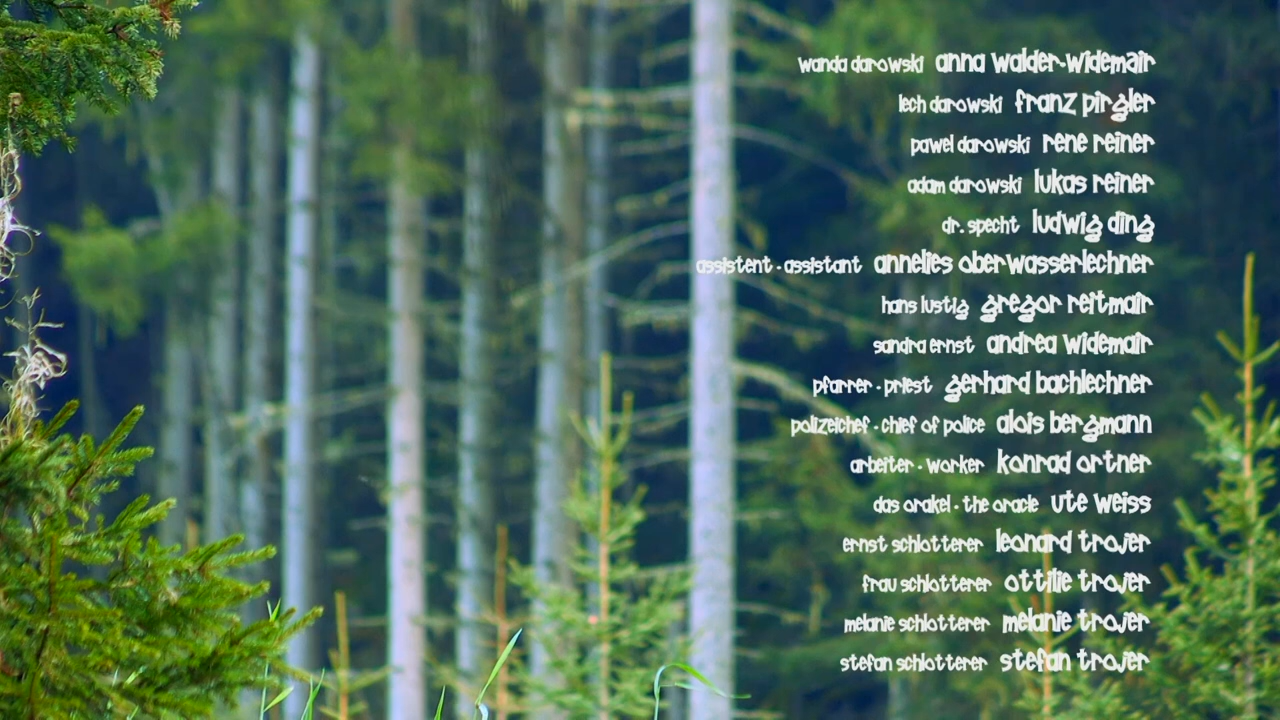 wanda darowski anna walder-widemair
lech darowski franz pirgler
pawel darowski rene reiner
adam darowski lukas reiner
dr. specht ludwig ding
assistent · assistant annelies oberwasserlechner
hans lustig gregor reitmair
sandra ernst andrea widemair
pfarrer · priest gerhard bachlechner
polizeichef · chief of police alois bergmann
arbeiter · worker konrad ortner
das orakel · the oracle ute weiss
ernst schlotterer leonard trojer
frau schlotterer ottilie trojer
melanie schlotterer melanie trojer
stefan schlotterer stefan trojer